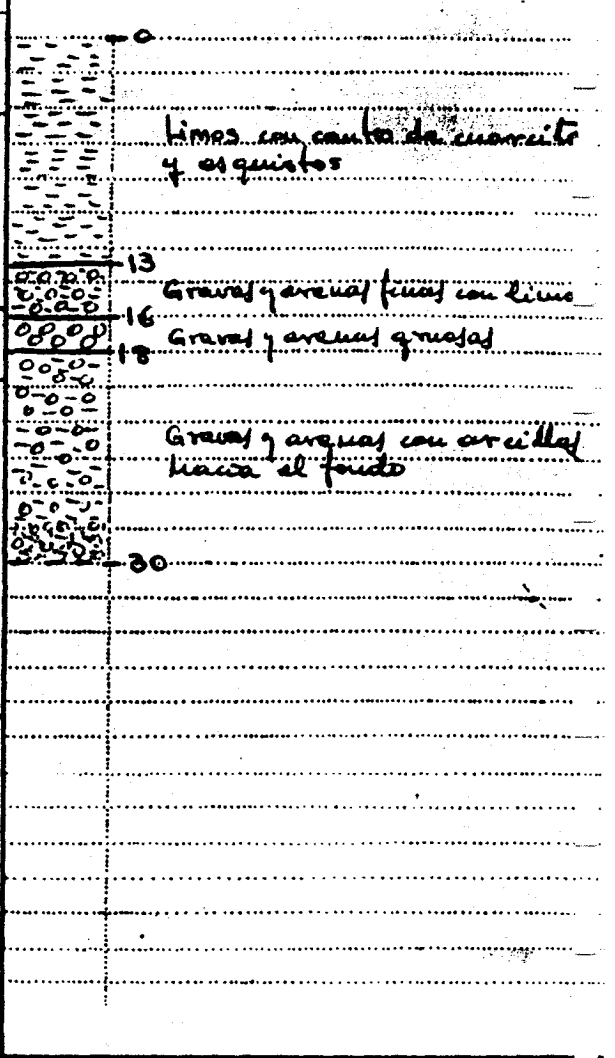 0
Limos con cantos de cuarcita
y esquistos
13
Gravas y arenas finas con limo
16
Gravas y arenas gruesas
18
Gravas y arenas con arcillas
hacia el fondo
30